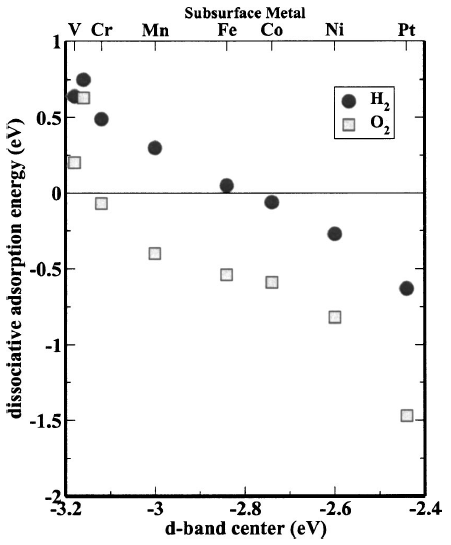 Subsurface Metal
V Cr Mn Fe Co Ni Pt
1
0.5
0
-0.5
-1
-1.5
-2
dissociative adsorption energy (eV)
H2
O2
-3.2 -3 -2.8 -2.6 -2.4
d-band center (eV)